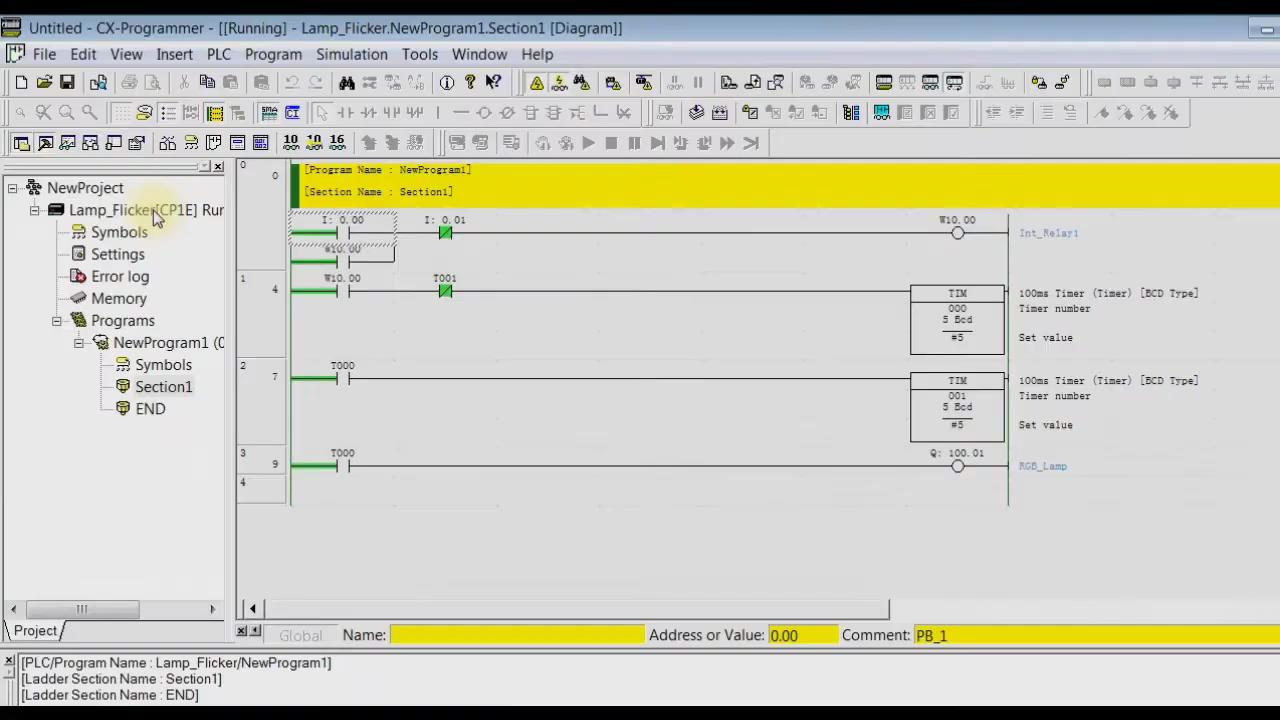 Untitled - CX-Programmer - [[Running] - Lamp_Flicker.NewProgram1.Section1 [Diagram]]
File Edit View Insert PLC Program Simulation Tools Window Help
10 10 16
NewProject
Lamp_Flicker[CP1E] Rur
Symbols
Settings
Error log
Memory
Programs
NewProgram1 (0
Symbols
Section1
END
Project
0
0
[Program Name : NewProgram1]
[Section Name : Section1]
I: 0.00 I: 0.01 W10.00
Int_Relay1
W10.00
1
4
W10.00 T001
TIM 100ms Timer (Timer) [BCD Type]
000 Timer number
5 Bcd
#5 Set value
2
7
T000
TIM 100ms Timer (Timer) [BCD Type]
001 Timer number
5 Bcd
#5 Set value
3
9
T000 Q: 100.01
RGB_Lamp
4
Global Name: Address or Value: 0.00 Comment: PB_1
[PLC/Program Name : Lamp_Flicker/NewProgram1]
[Ladder Section Name : Section1]
[Ladder Section Name : END]